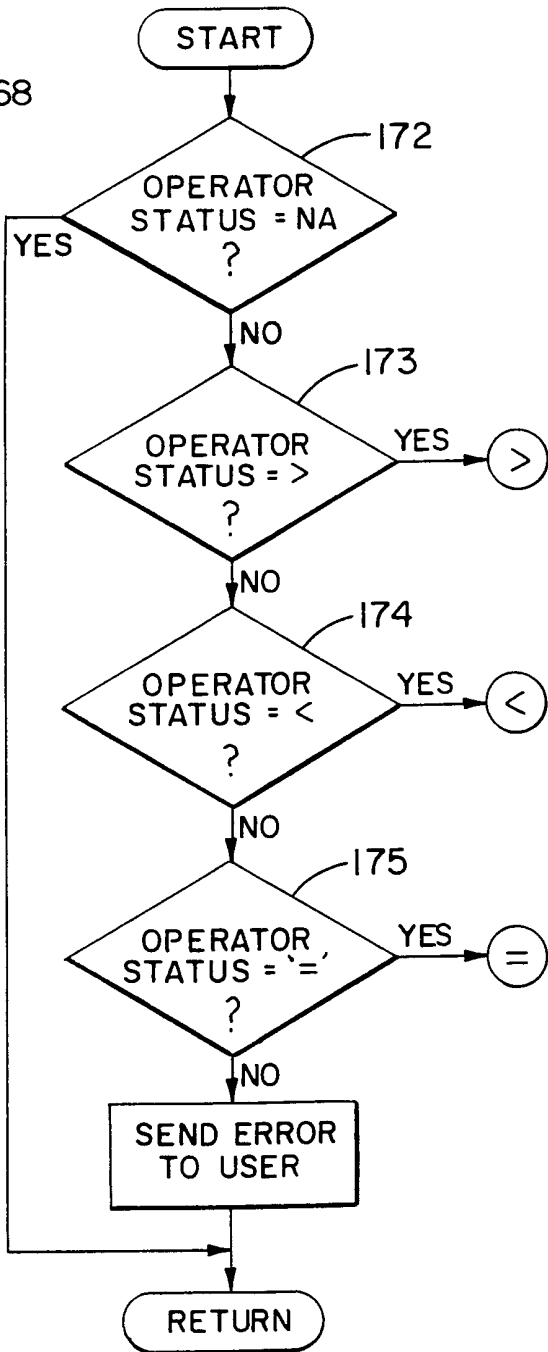 START
68
172
OPERATOR
STATUS = NA
?
YES
NO
173
OPERATOR
STATUS = >
?
YES
>
NO
174
OPERATOR
STATUS = <
?
YES
<
NO
175
OPERATOR
STATUS = '='
?
YES
=
NO
SEND ERROR
TO USER
RETURN